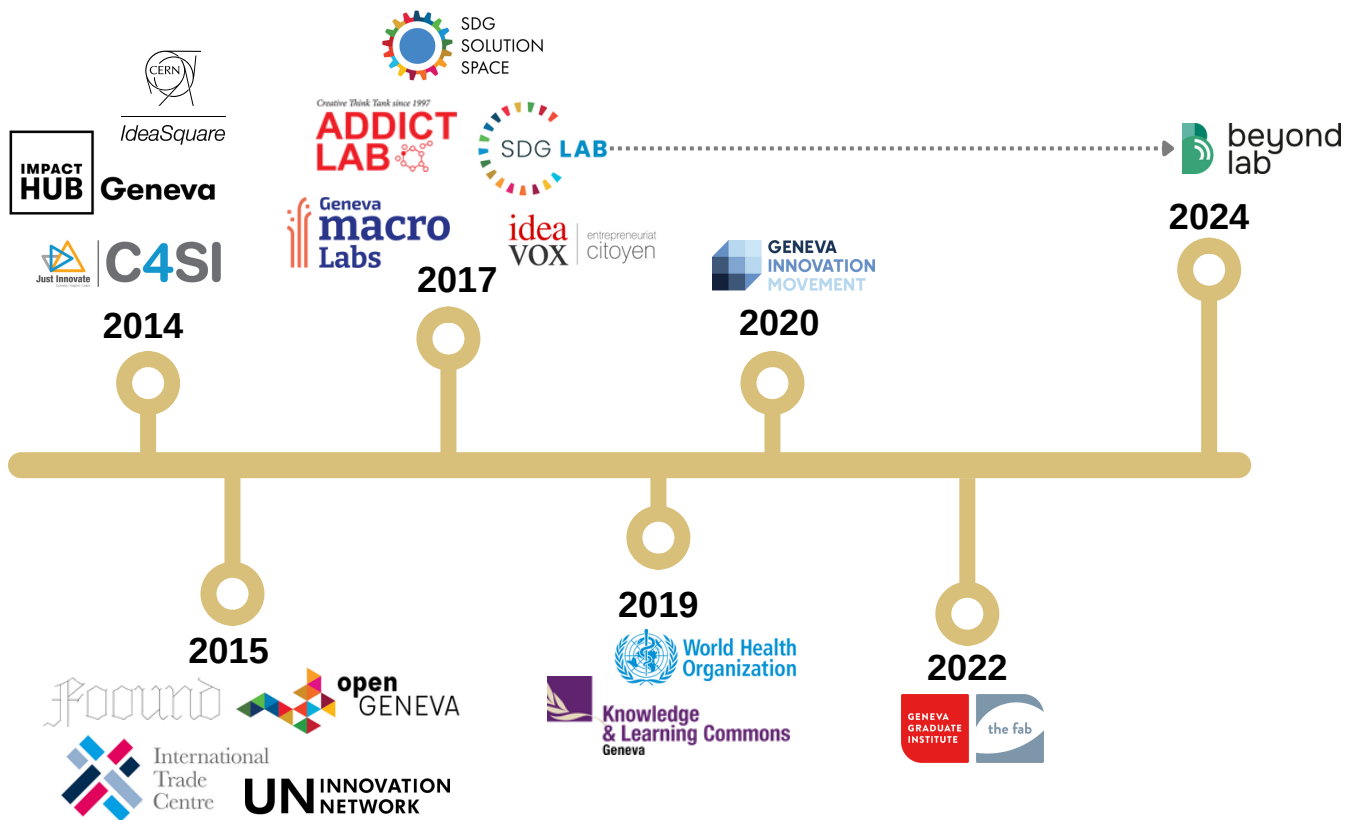 CERN
IdeaSquare
IMPACT
HUB
Geneva
Just Innovate
C4SI
2014
SDG
SOLUTION
SPACE
Creative Think Tank since 1997
ADDICT
LAB
SDG LAB
Geneva
macro
Labs
idea
vox
entrepreneuriat
citoyen
2017
GENEVA
INNOVATION
MOVEMENT
2020
beyond
lab
2024
2015
Foound
open
GENEVA
International
Trade
Centre
UN INNOVATION
NETWORK
2019
World Health
Organization
Knowledge
& Learning Commons
Geneva
2022
GENEVA
GRADUATE
INSTITUTE
the fab